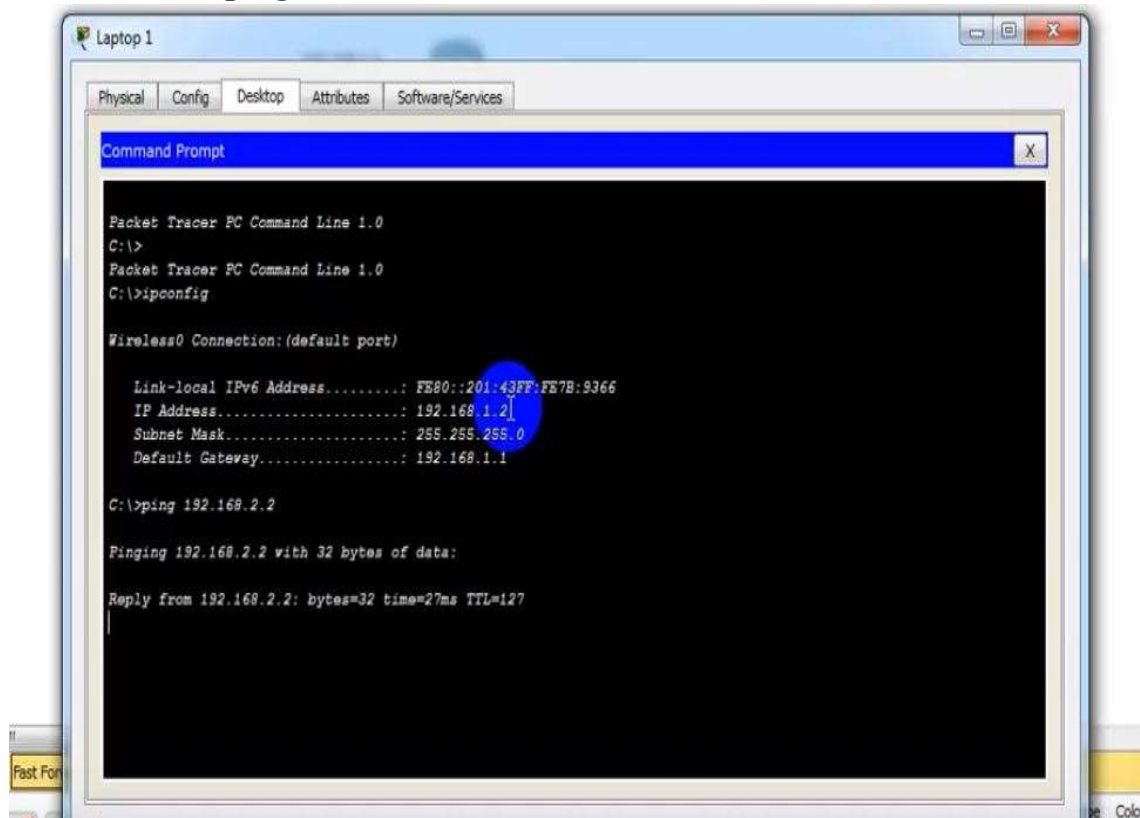 Laptop 1
X
Physical Config Desktop Attributes Software/Services
Command Prompt X
Packet Tracer PC Command Line 1.0
C:\>
Packet Tracer PC Command Line 1.0
C:\>ipconfig
Wireless0 Connection:(default port)
Link-local IPv6 Address.........: FE80::201:43FF:FE7B:9366
IP Address......................: 192.168.1.2
Subnet Mask.....................: 255.255.255.0
Default Gateway.................: 192.168.1.1
C:\>ping 192.168.2.2
Pinging 192.168.2.2 with 32 bytes of data:
Reply from 192.168.2.2: bytes=32 time=27ms TTL=127
Fast For